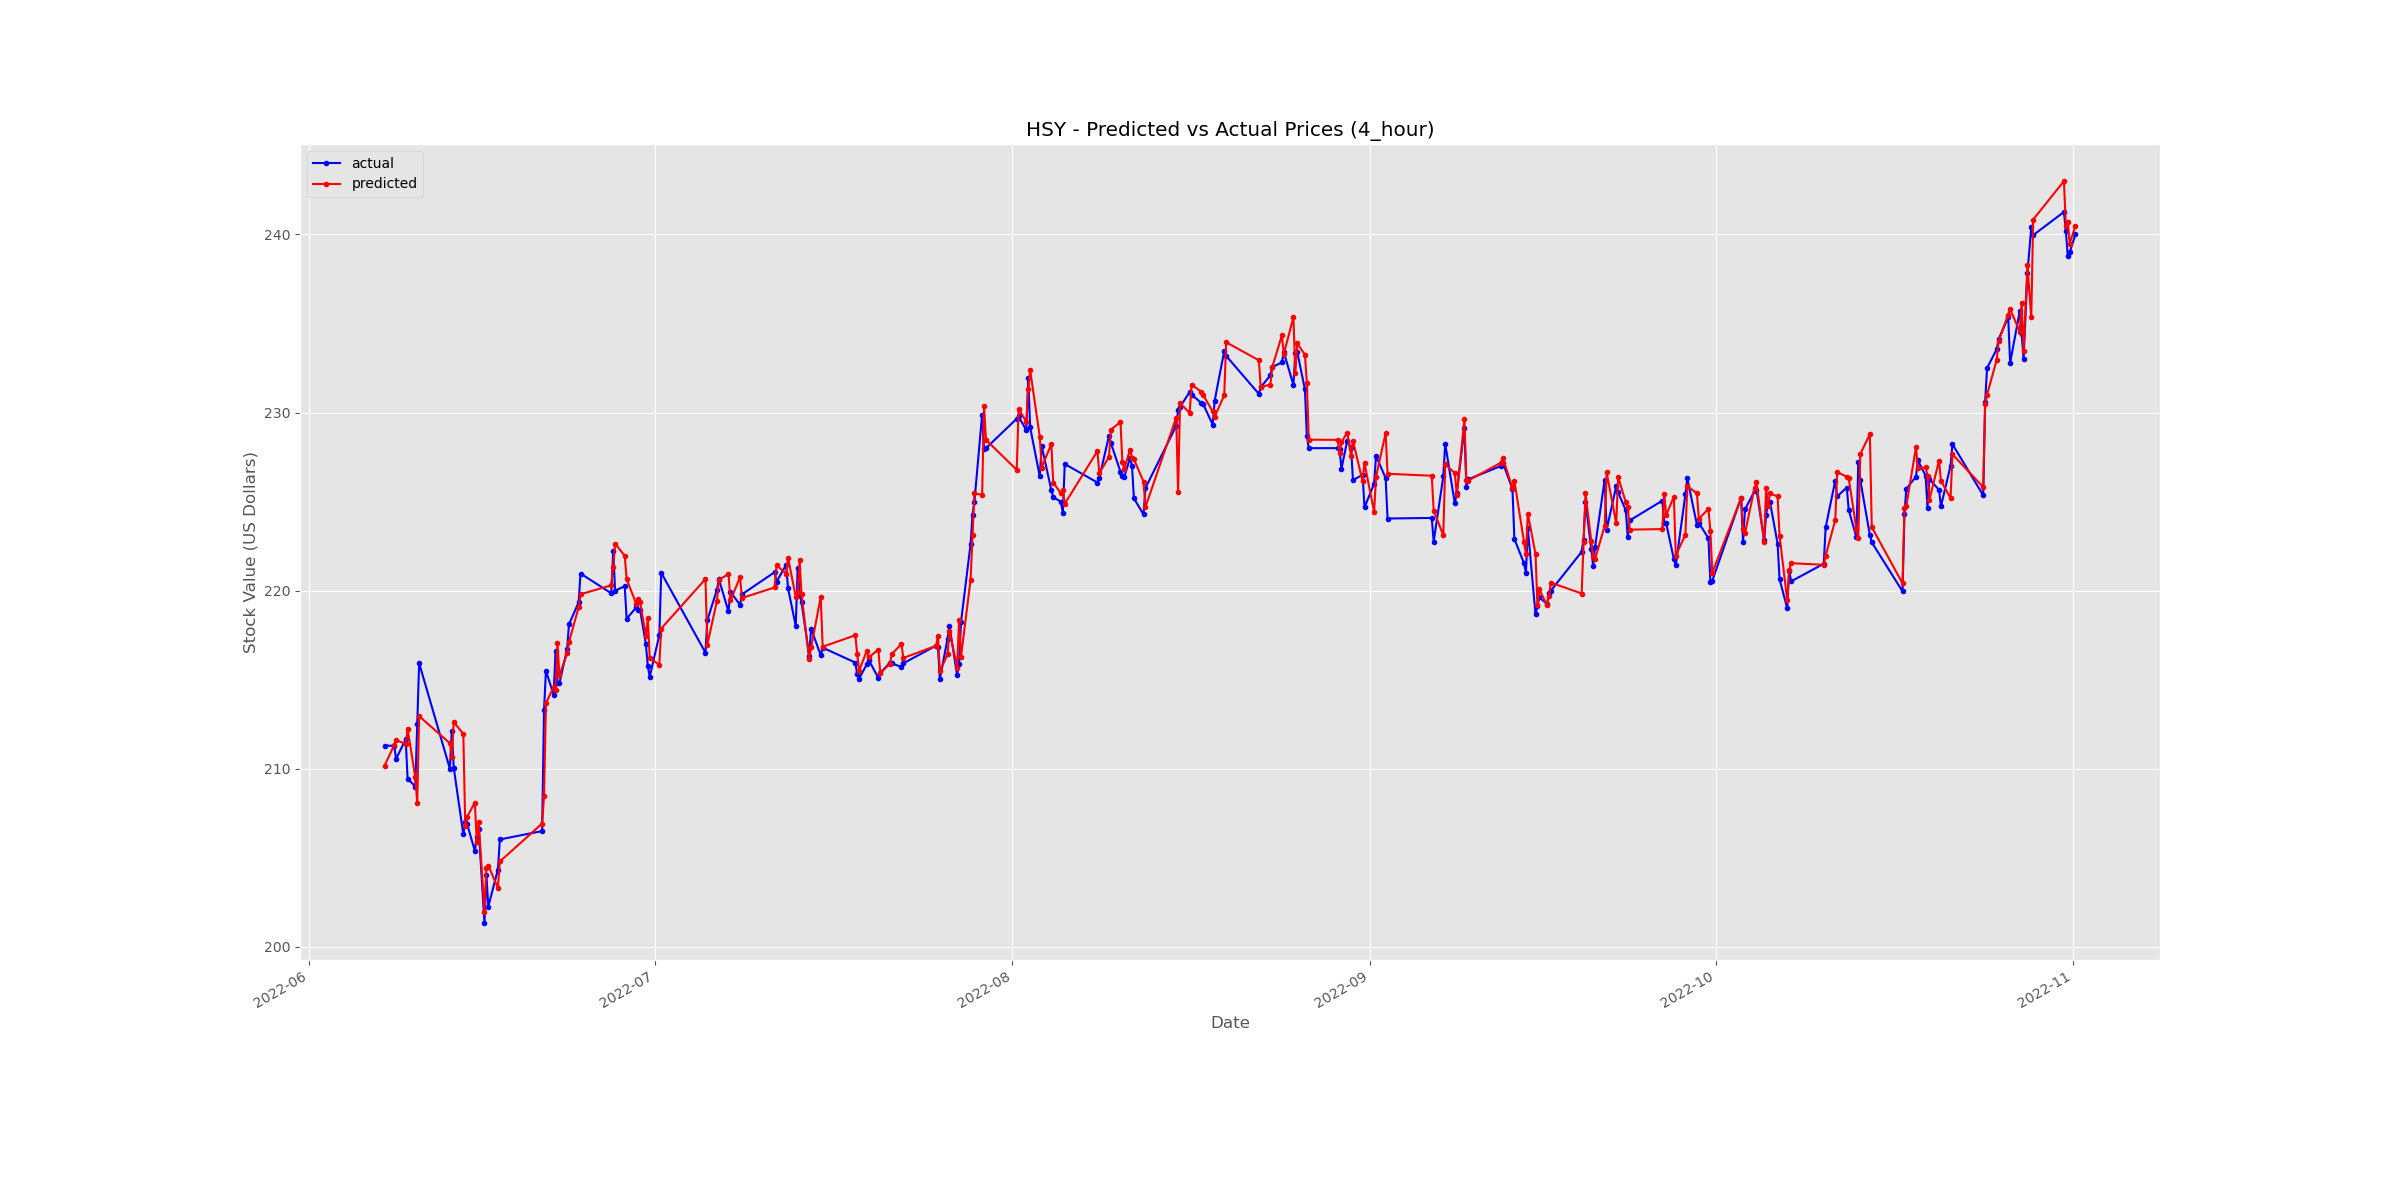 HSY - Predicted vs Actual Prices (4_hour)
actual
predicted
240
230
220
210
200
Stock Value (US Dollars)
2022-06
2022-07
2022-08
2022-09
2022-10
2022-11
Date